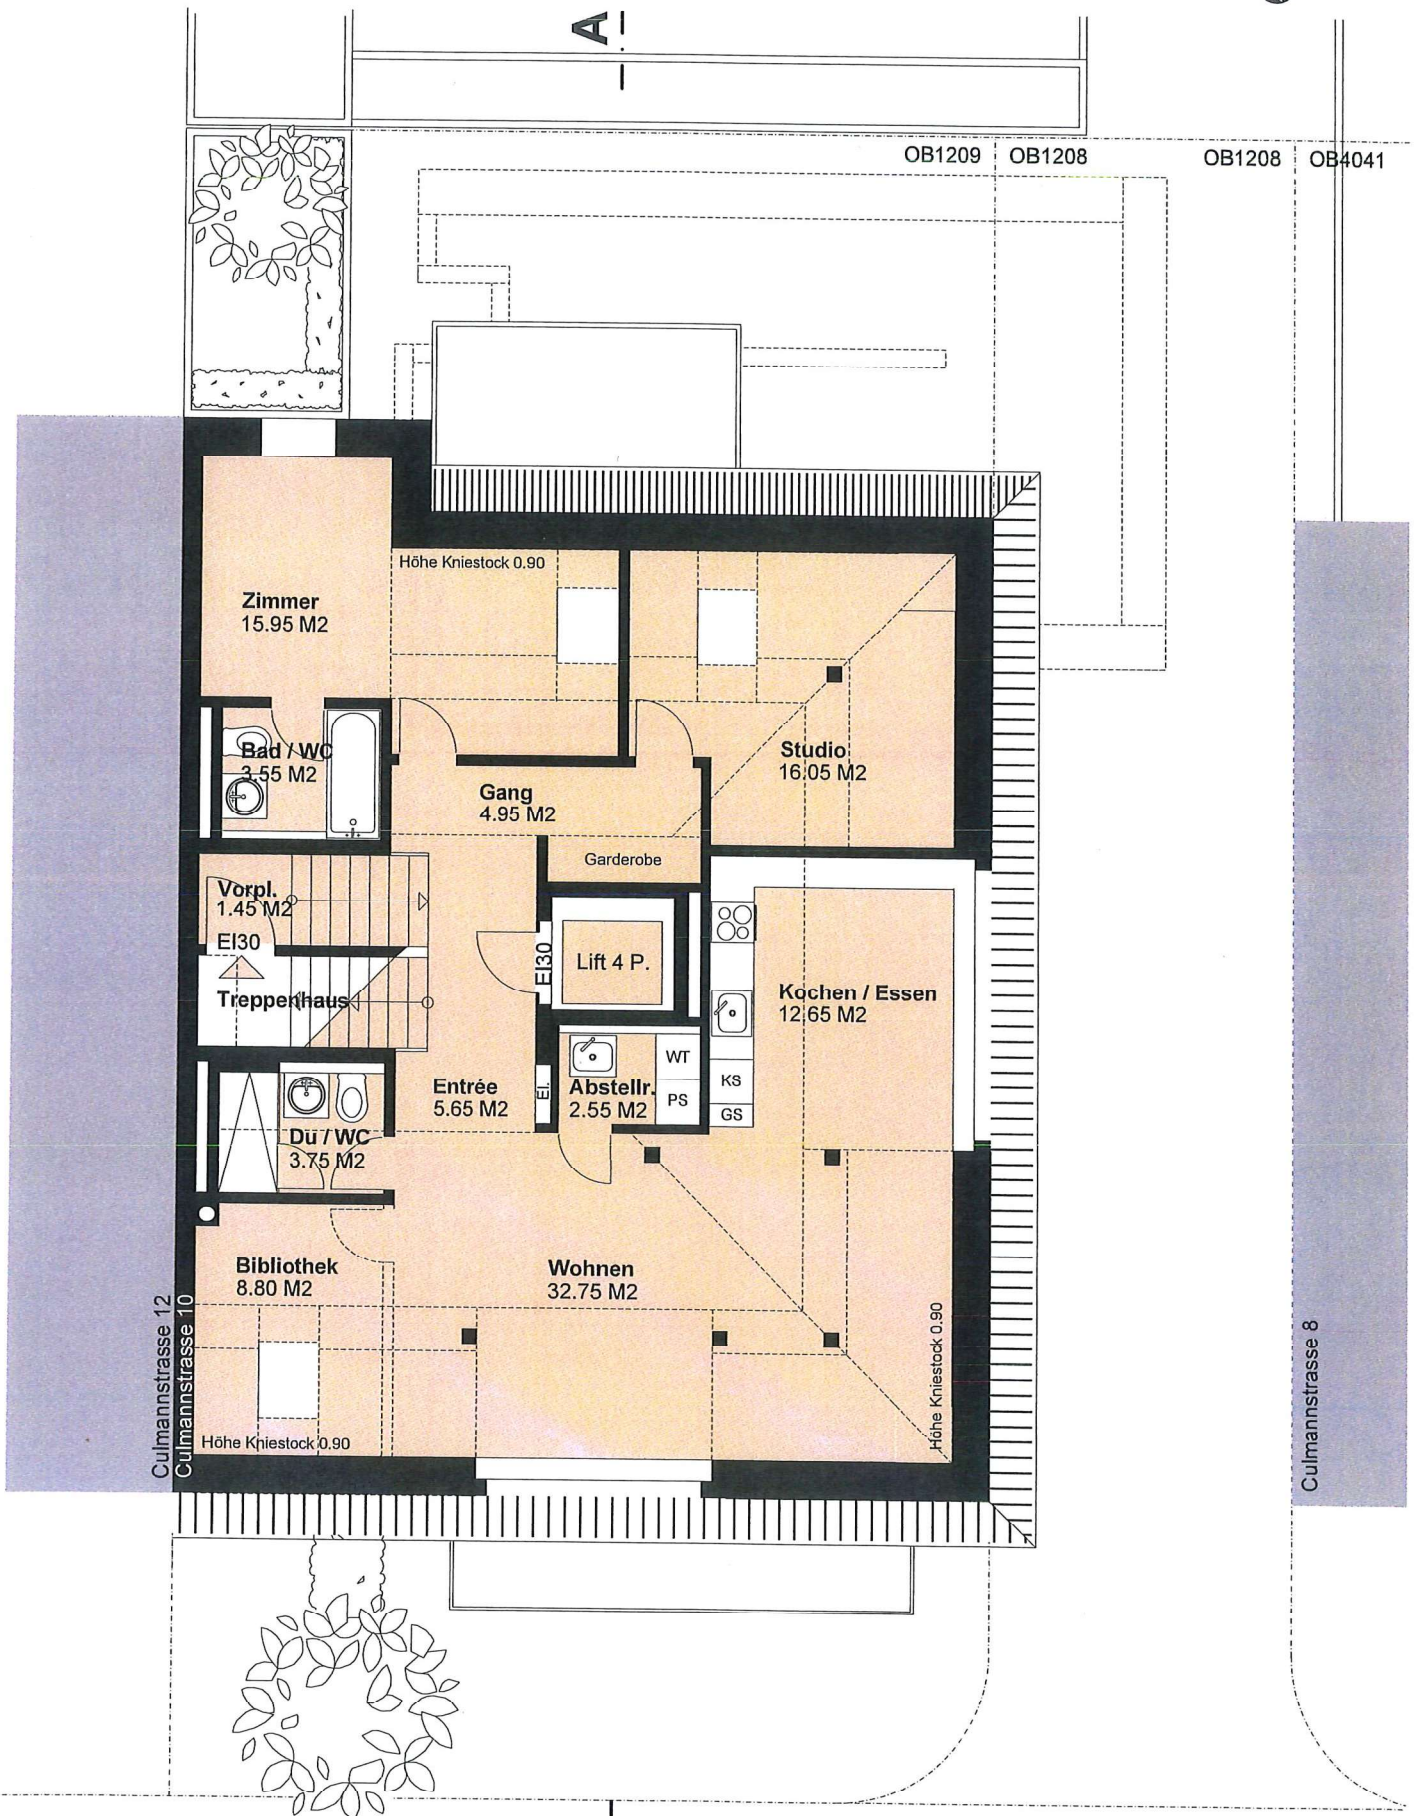 A
OB1209
OB1208
OB1208
OB4041
Höhe Kniestock 0.90
Zimmer
15.95 M2
Bad / WC
3.55 M2
Studio
16.05 M2
Gang
4.95 M2
Garderobe
Vorpl.
1.45 M2
EI30
EI30
Lift 4 P.
Treppenhaus
Kochen / Essen
12.65 M2
WT
KS
PS
GS
Entrée
5.65 M2
El.
Abstellr.
2.55 M2
Du / WC
3.75 M2
Bibliothek
8.80 M2
Wohnen
32.75 M2
Culmannstrasse 12
Culmannstrasse 10
Höhe Kniestock 0.90
Höhe Kniestock 0.90
Culmannstrasse 8